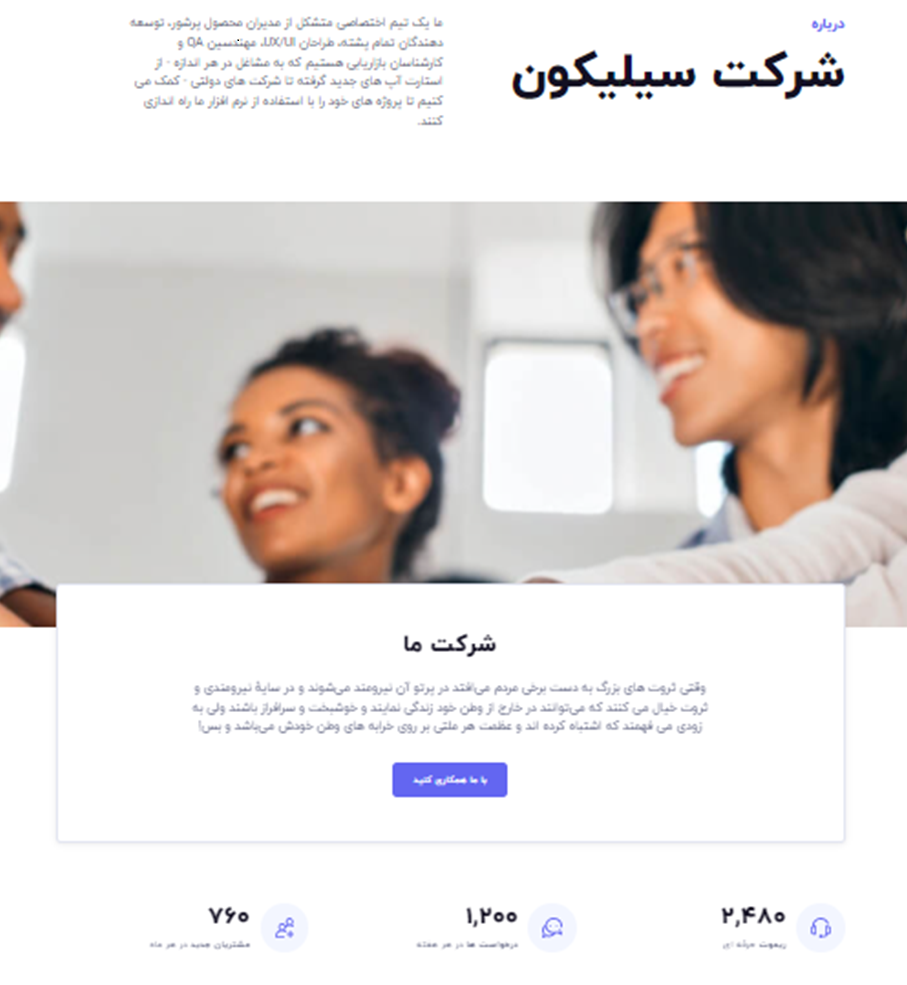 درباره
شرکت سیلیکون
ما یک تیم اختصاصی متشکل از مدیران محصول پرشور، توسعه
دهندگان تمام پشته، طراحان UX/UI، مهندسین QA و
کارشناسان بازاریابی هستیم که به مشاغل در هر اندازه - از
استارت آپ های جدید گرفته تا شرکت های دولتی - کمک می
کنیم تا پروژه های خود را با استفاده از نرم افزار ما راه اندازی
کنند.
شرکت ما
وقتی ثروت های بزرگ به دست برخی مردم می‌افتد در پرتو آن نیرومند می‌شوند و در سایهٔ نیرومندی و
ثروت خیال می کنند که می‌توانند در خارج از وطن خود زندگی نمایند و خوشبخت و سرافراز باشند ولی به
زودی می فهمند که اشتباه کرده اند و عظمت هر ملتی بر روی خرابه های وطن خودش می‌باشد و بس!
با ما همکاری کنید
۲,۴۸۰
ریموت حرفه ای
۱,۲۰۰
درخواست ها در هر هفته
۷۶۰
مشتریان جدید در هر ماه